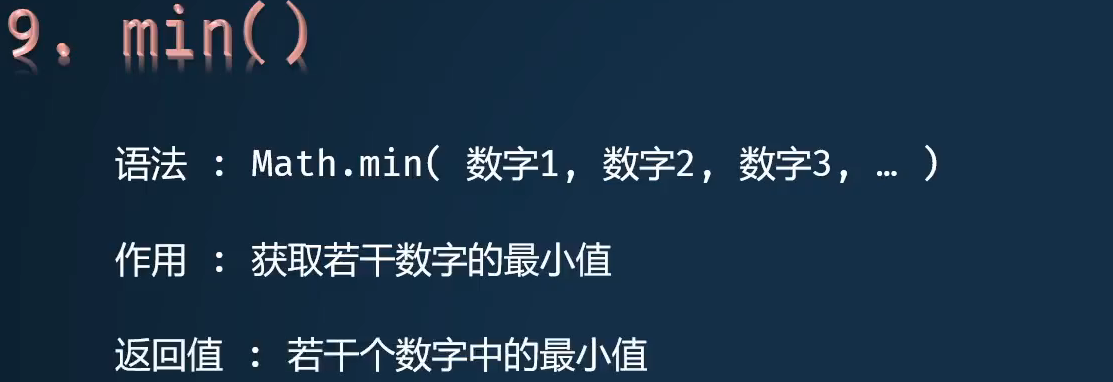 9. min()
语法 : Math.min( 数字1, 数字2, 数字3, … )
作用 : 获取若干数字的最小值
返回值 : 若干个数字中的最小值